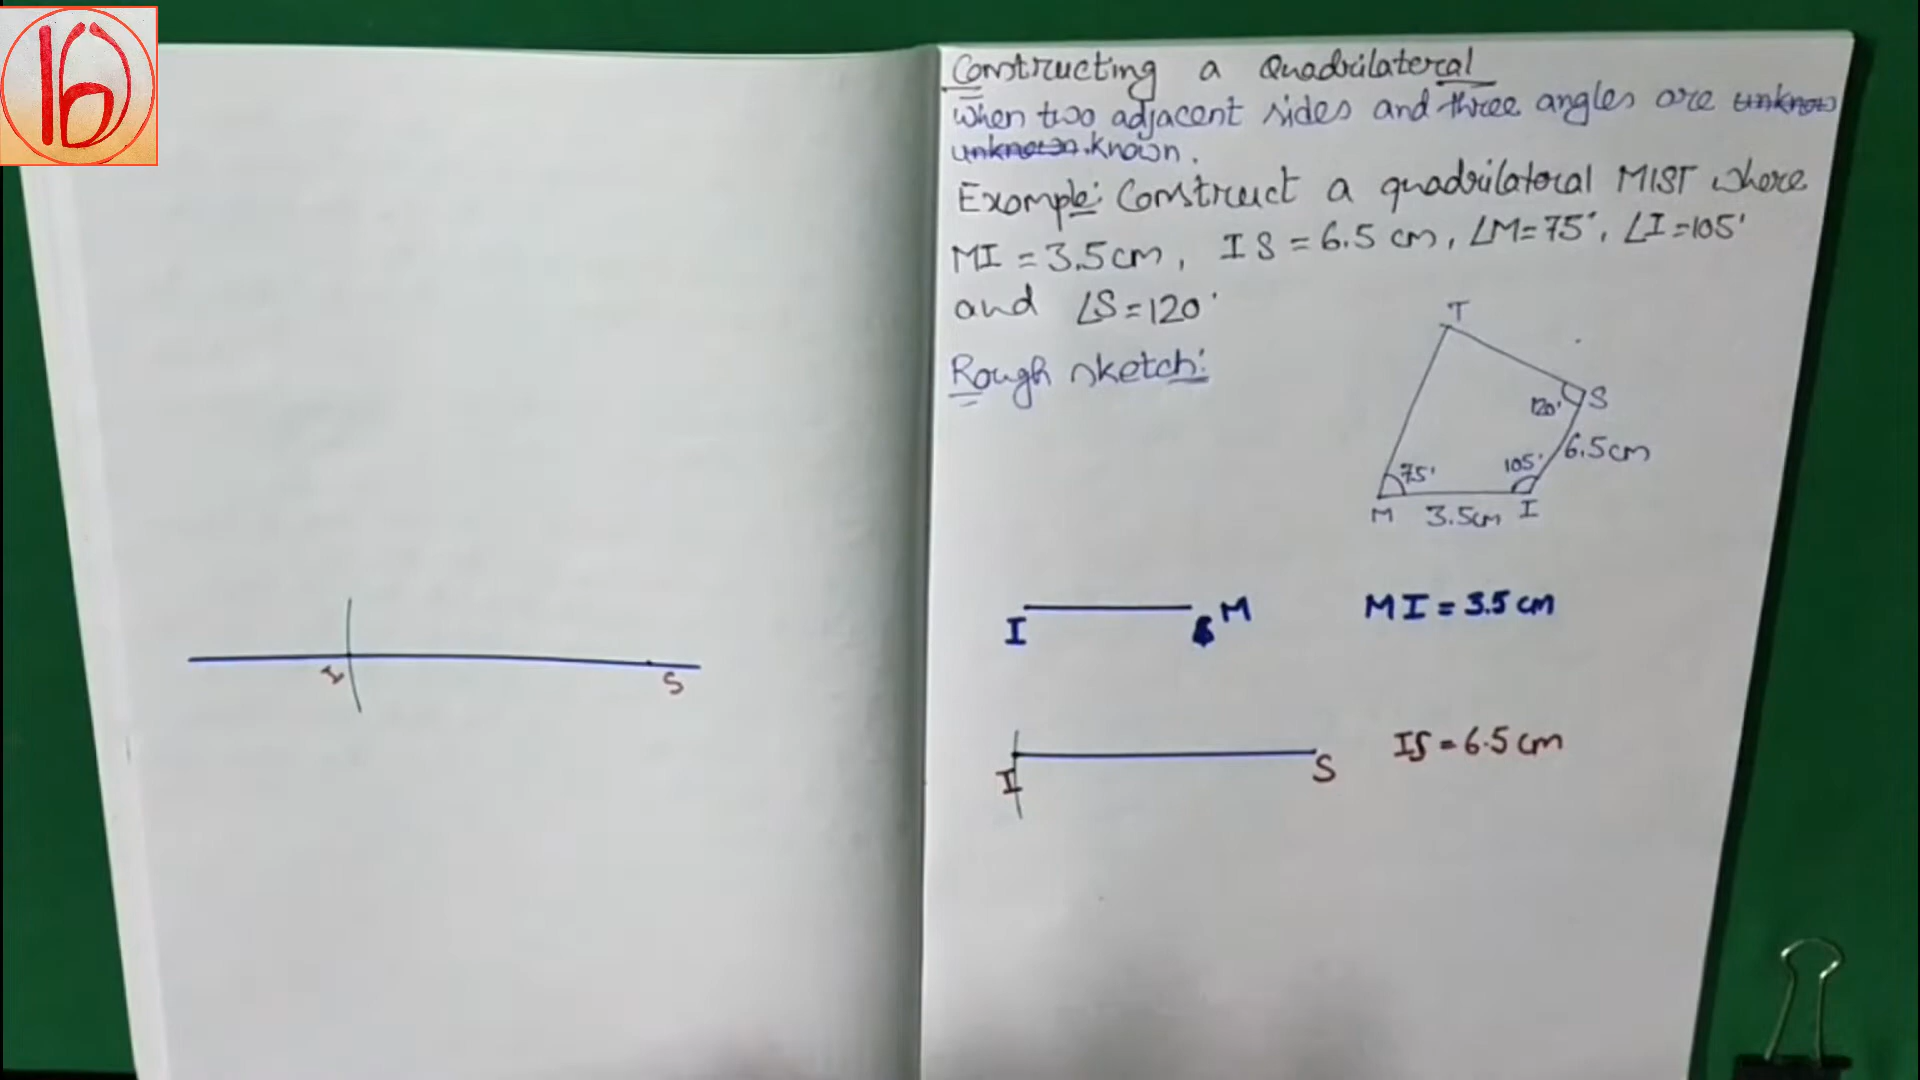 Constructing a Quadrilateral
When two adjacent sides and three angles are unknow
unknown.known.
Example: Construct a quadrilateral MIST where
MI = 3.5cm, IS = 6.5 cm, ∠M=75°, ∠I=105°
and ∠S=120°
Rough sketch:
T
120° S
6.5cm
75° 105°
M 3.5cm I
I M MI = 3.5 cm
I S
I S IS = 6.5 cm